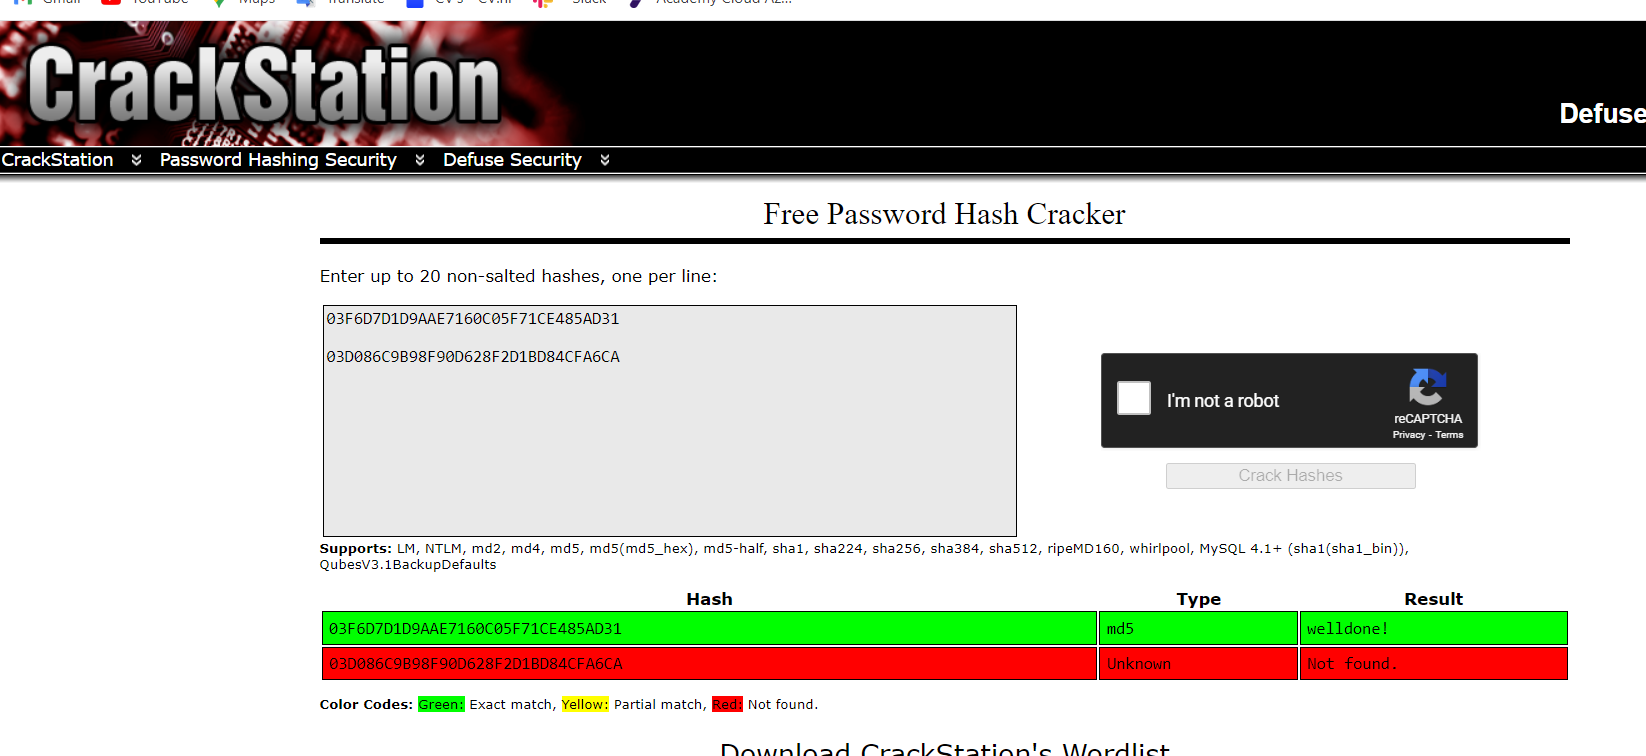 Gmail YouTube Maps Translate CV's - CV.nl Slack Academy Cloud Az...
CrackStation
Defuse
CrackStation Password Hashing Security Defuse Security
Free Password Hash Cracker
Enter up to 20 non-salted hashes, one per line:
03F6D7D1D9AAE7160C05F71CE485AD31
03D086C9B98F90D628F2D1BD84CFA6CA
I'm not a robot
reCAPTCHA
Privacy - Terms
Crack Hashes
Supports: LM, NTLM, md2, md4, md5, md5(md5_hex), md5-half, sha1, sha224, sha256, sha384, sha512, ripeMD160, whirlpool, MySQL 4.1+ (sha1(sha1_bin)),
QubesV3.1BackupDefaults
Hash Type Result
03F6D7D1D9AAE7160C05F71CE485AD31 md5 welldone!
03D086C9B98F90D628F2D1BD84CFA6CA Unknown Not found.
Color Codes: Green: Exact match, Yellow: Partial match, Red: Not found.
Download CrackStation's Wordlist